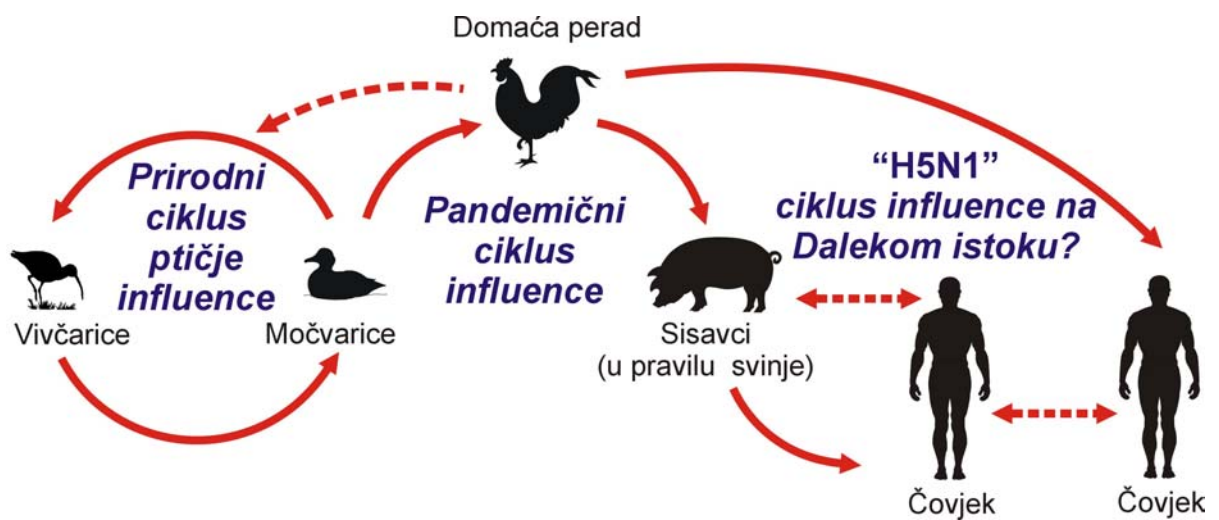 Domaća perad
Prirodni
ciklus
ptičje
influence
Pandemični
ciklus
influence
“H5N1”
ciklus influence na
Dalekom istoku?
Vivčarice
Močvarice
Sisavci
(u pravilu svinje)
Čovjek
Čovjek